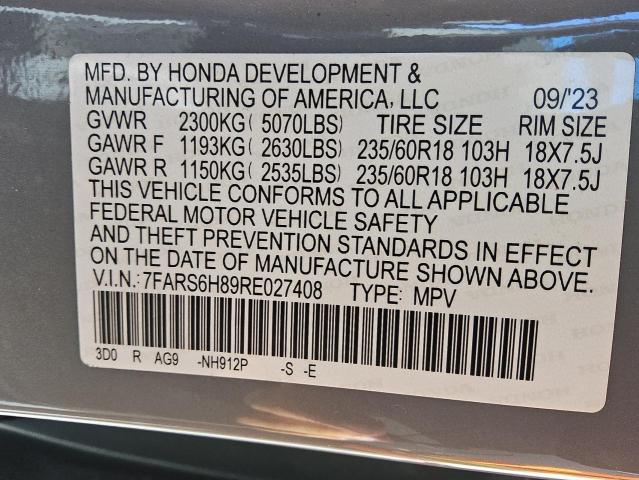 MFD. BY HONDA DEVELOPMENT &
MANUFACTURING OF AMERICA, LLC 09/'23
GVWR 2300KG( 5070LBS) TIRE SIZE RIM SIZE
GAWR F 1193KG( 2630LBS) 235/60R18 103H 18X7.5J
GAWR R 1150KG( 2535LBS) 235/60R18 103H 18X7.5J
THIS VEHICLE CONFORMS TO ALL APPLICABLE
FEDERAL MOTOR VEHICLE SAFETY
AND THEFT PREVENTION STANDARDS IN EFFECT
ON THE DATE OF MANUFACTURE SHOWN ABOVE.
V.I.N.: 7FARS6H89RE027408 TYPE: MPV
3D0 R AG9 -NH912P -S -E